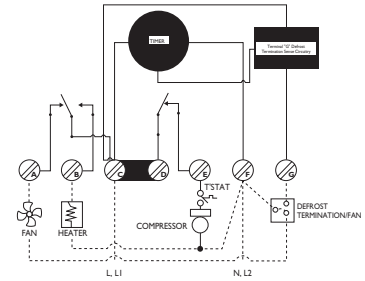 TIMER
Terminal "G" Defrost
Termination Sense Circuitry
A
B
C
D
E
F
G
T'STAT
FAN
HEATER
COMPRESSOR
DEFROST
TERMINATION/FAN
L, L1
N, L2